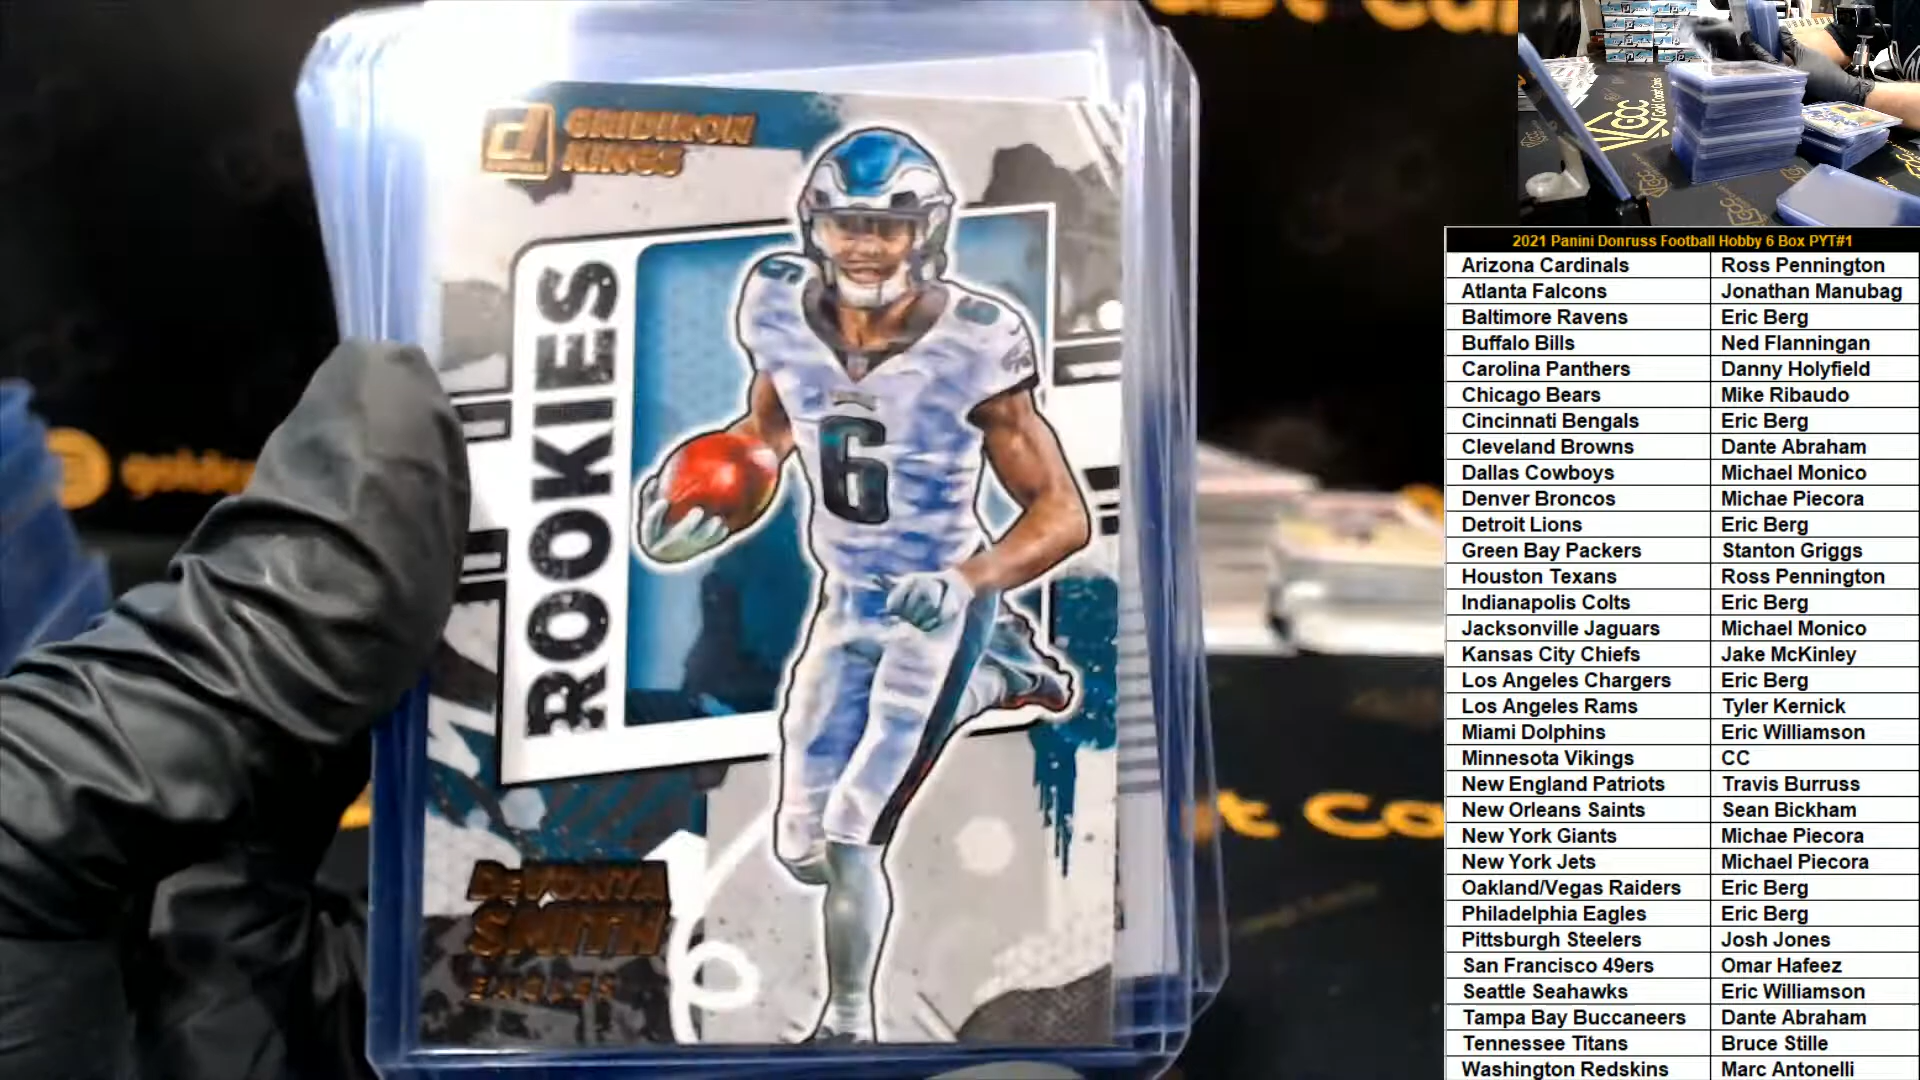 GRIDIRON
KINGS
ROOKIES
6
6
DeVONTA
SMITH
EAGLES
GCC
2021 Panini Donruss Football Hobby 6 Box PYT#1
Arizona Cardinals Ross Pennington
Atlanta Falcons Jonathan Manubag
Baltimore Ravens Eric Berg
Buffalo Bills Ned Flanningan
Carolina Panthers Danny Holyfield
Chicago Bears Mike Ribaudo
Cincinnati Bengals Eric Berg
Cleveland Browns Dante Abraham
Dallas Cowboys Michael Monico
Denver Broncos Michae Piecora
Detroit Lions Eric Berg
Green Bay Packers Stanton Griggs
Houston Texans Ross Pennington
Indianapolis Colts Eric Berg
Jacksonville Jaguars Michael Monico
Kansas City Chiefs Jake McKinley
Los Angeles Chargers Eric Berg
Los Angeles Rams Tyler Kernick
Miami Dolphins Eric Williamson
Minnesota Vikings CC
New England Patriots Travis Burruss
New Orleans Saints Sean Bickham
New York Giants Michae Piecora
New York Jets Michael Piecora
Oakland/Vegas Raiders Eric Berg
Philadelphia Eagles Eric Berg
Pittsburgh Steelers Josh Jones
San Francisco 49ers Omar Hafeez
Seattle Seahawks Eric Williamson
Tampa Bay Buccaneers Dante Abraham
Tennessee Titans Bruce Stille
Washington Redskins Marc Antonelli